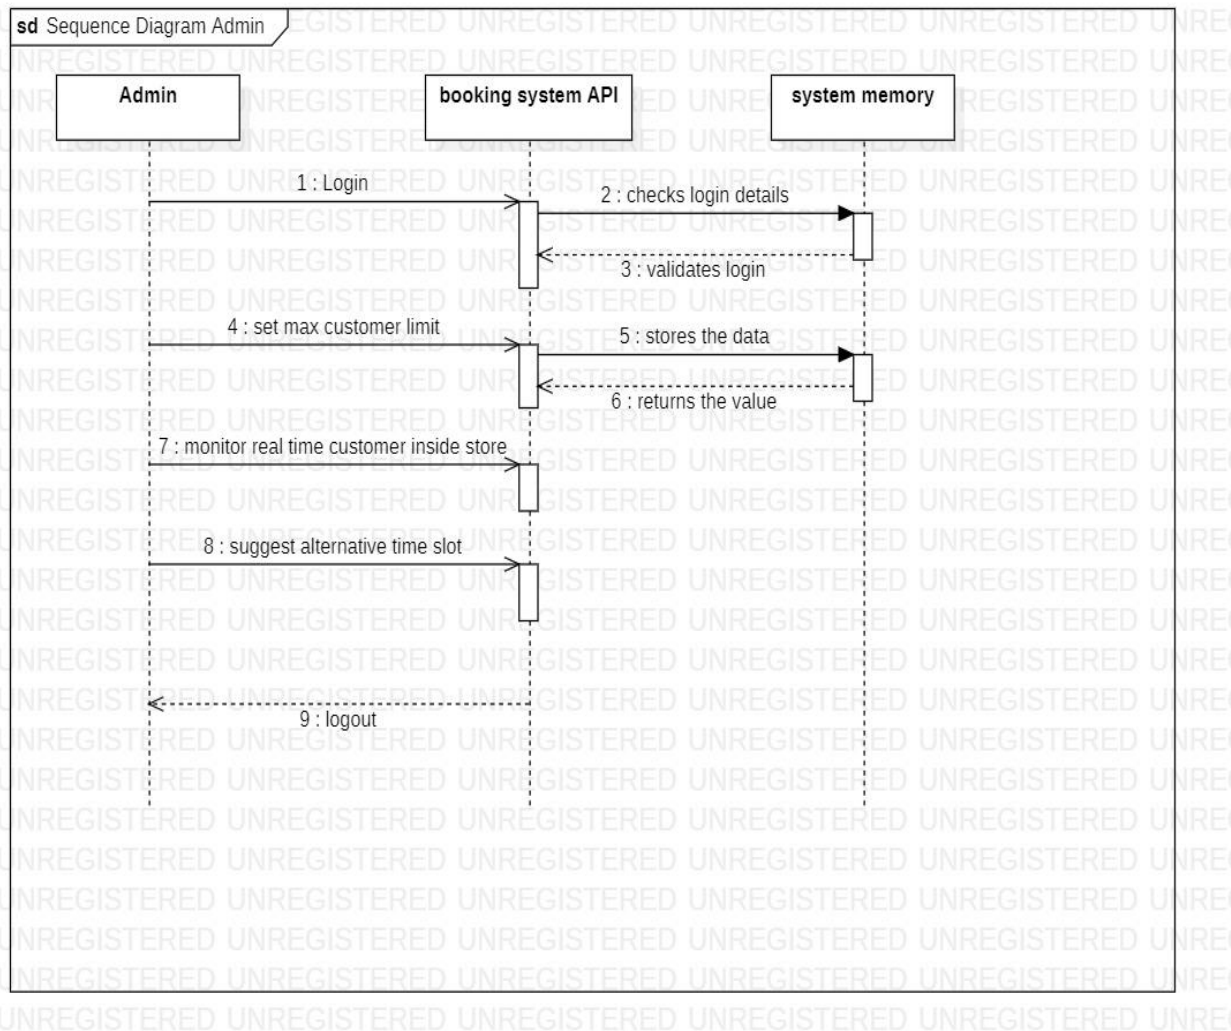 sd Sequence Diagram Admin
Admin
booking system API
system memory
1 : Login
2 : checks login details
3 : validates login
4 : set max customer limit
5 : stores the data
6 : returns the value
7 : monitor real time customer inside store
8 : suggest alternative time slot
9 : logout
UNREGISTERED